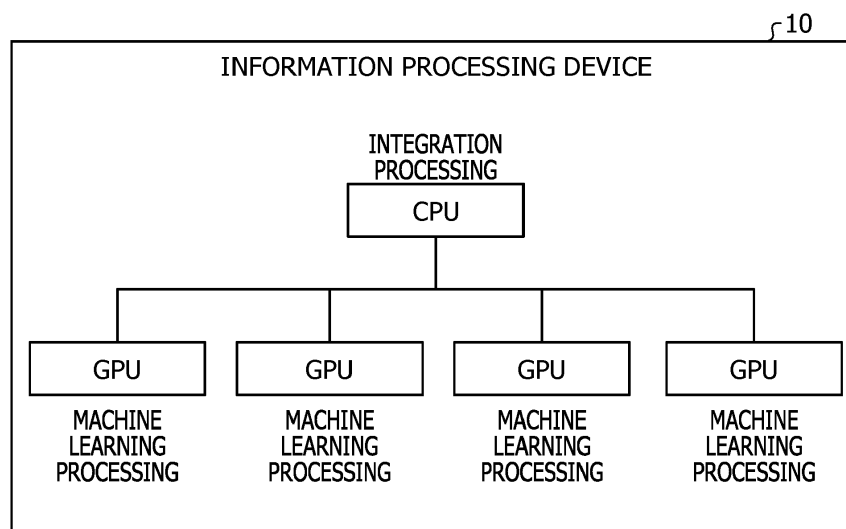 10
INFORMATION PROCESSING DEVICE
INTEGRATION
PROCESSING
CPU
GPU
GPU
GPU
GPU
MACHINE
LEARNING
PROCESSING
MACHINE
LEARNING
PROCESSING
MACHINE
LEARNING
PROCESSING
MACHINE
LEARNING
PROCESSING